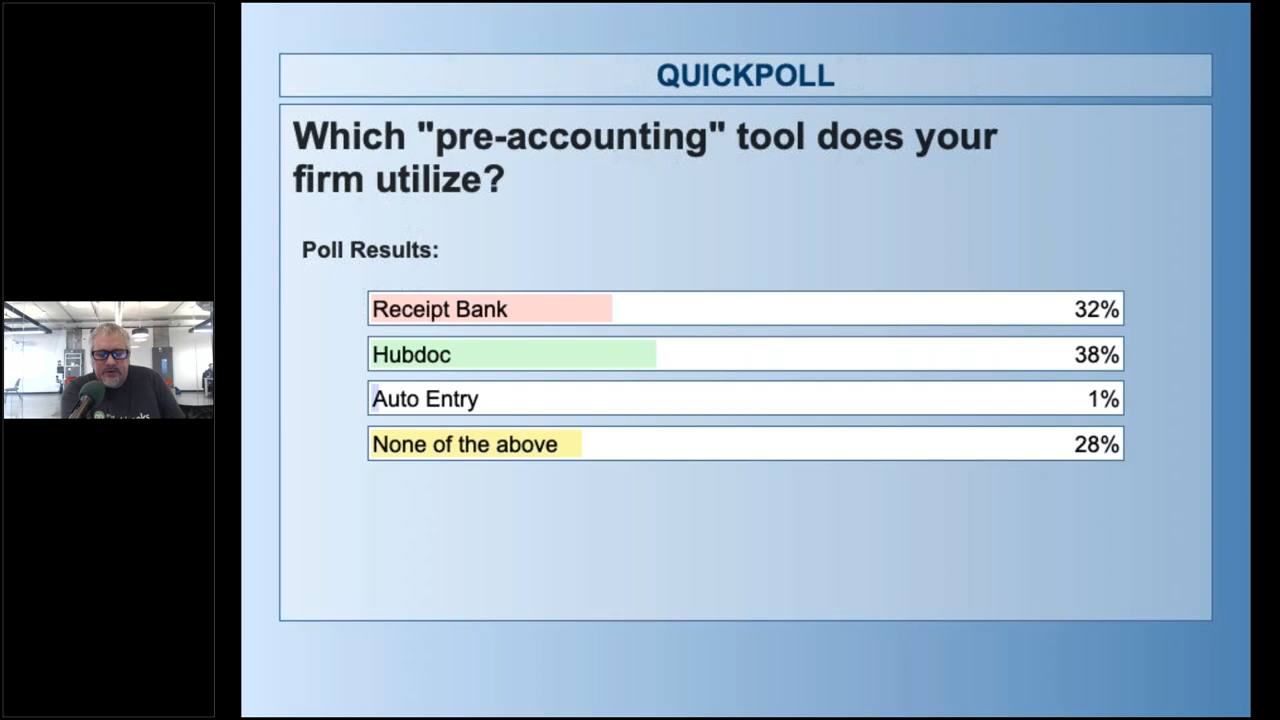 QUICKPOLL
Which "pre-accounting" tool does your
firm utilize?
Poll Results:
Receipt Bank 32%
Hubdoc 38%
Auto Entry 1%
None of the above 28%